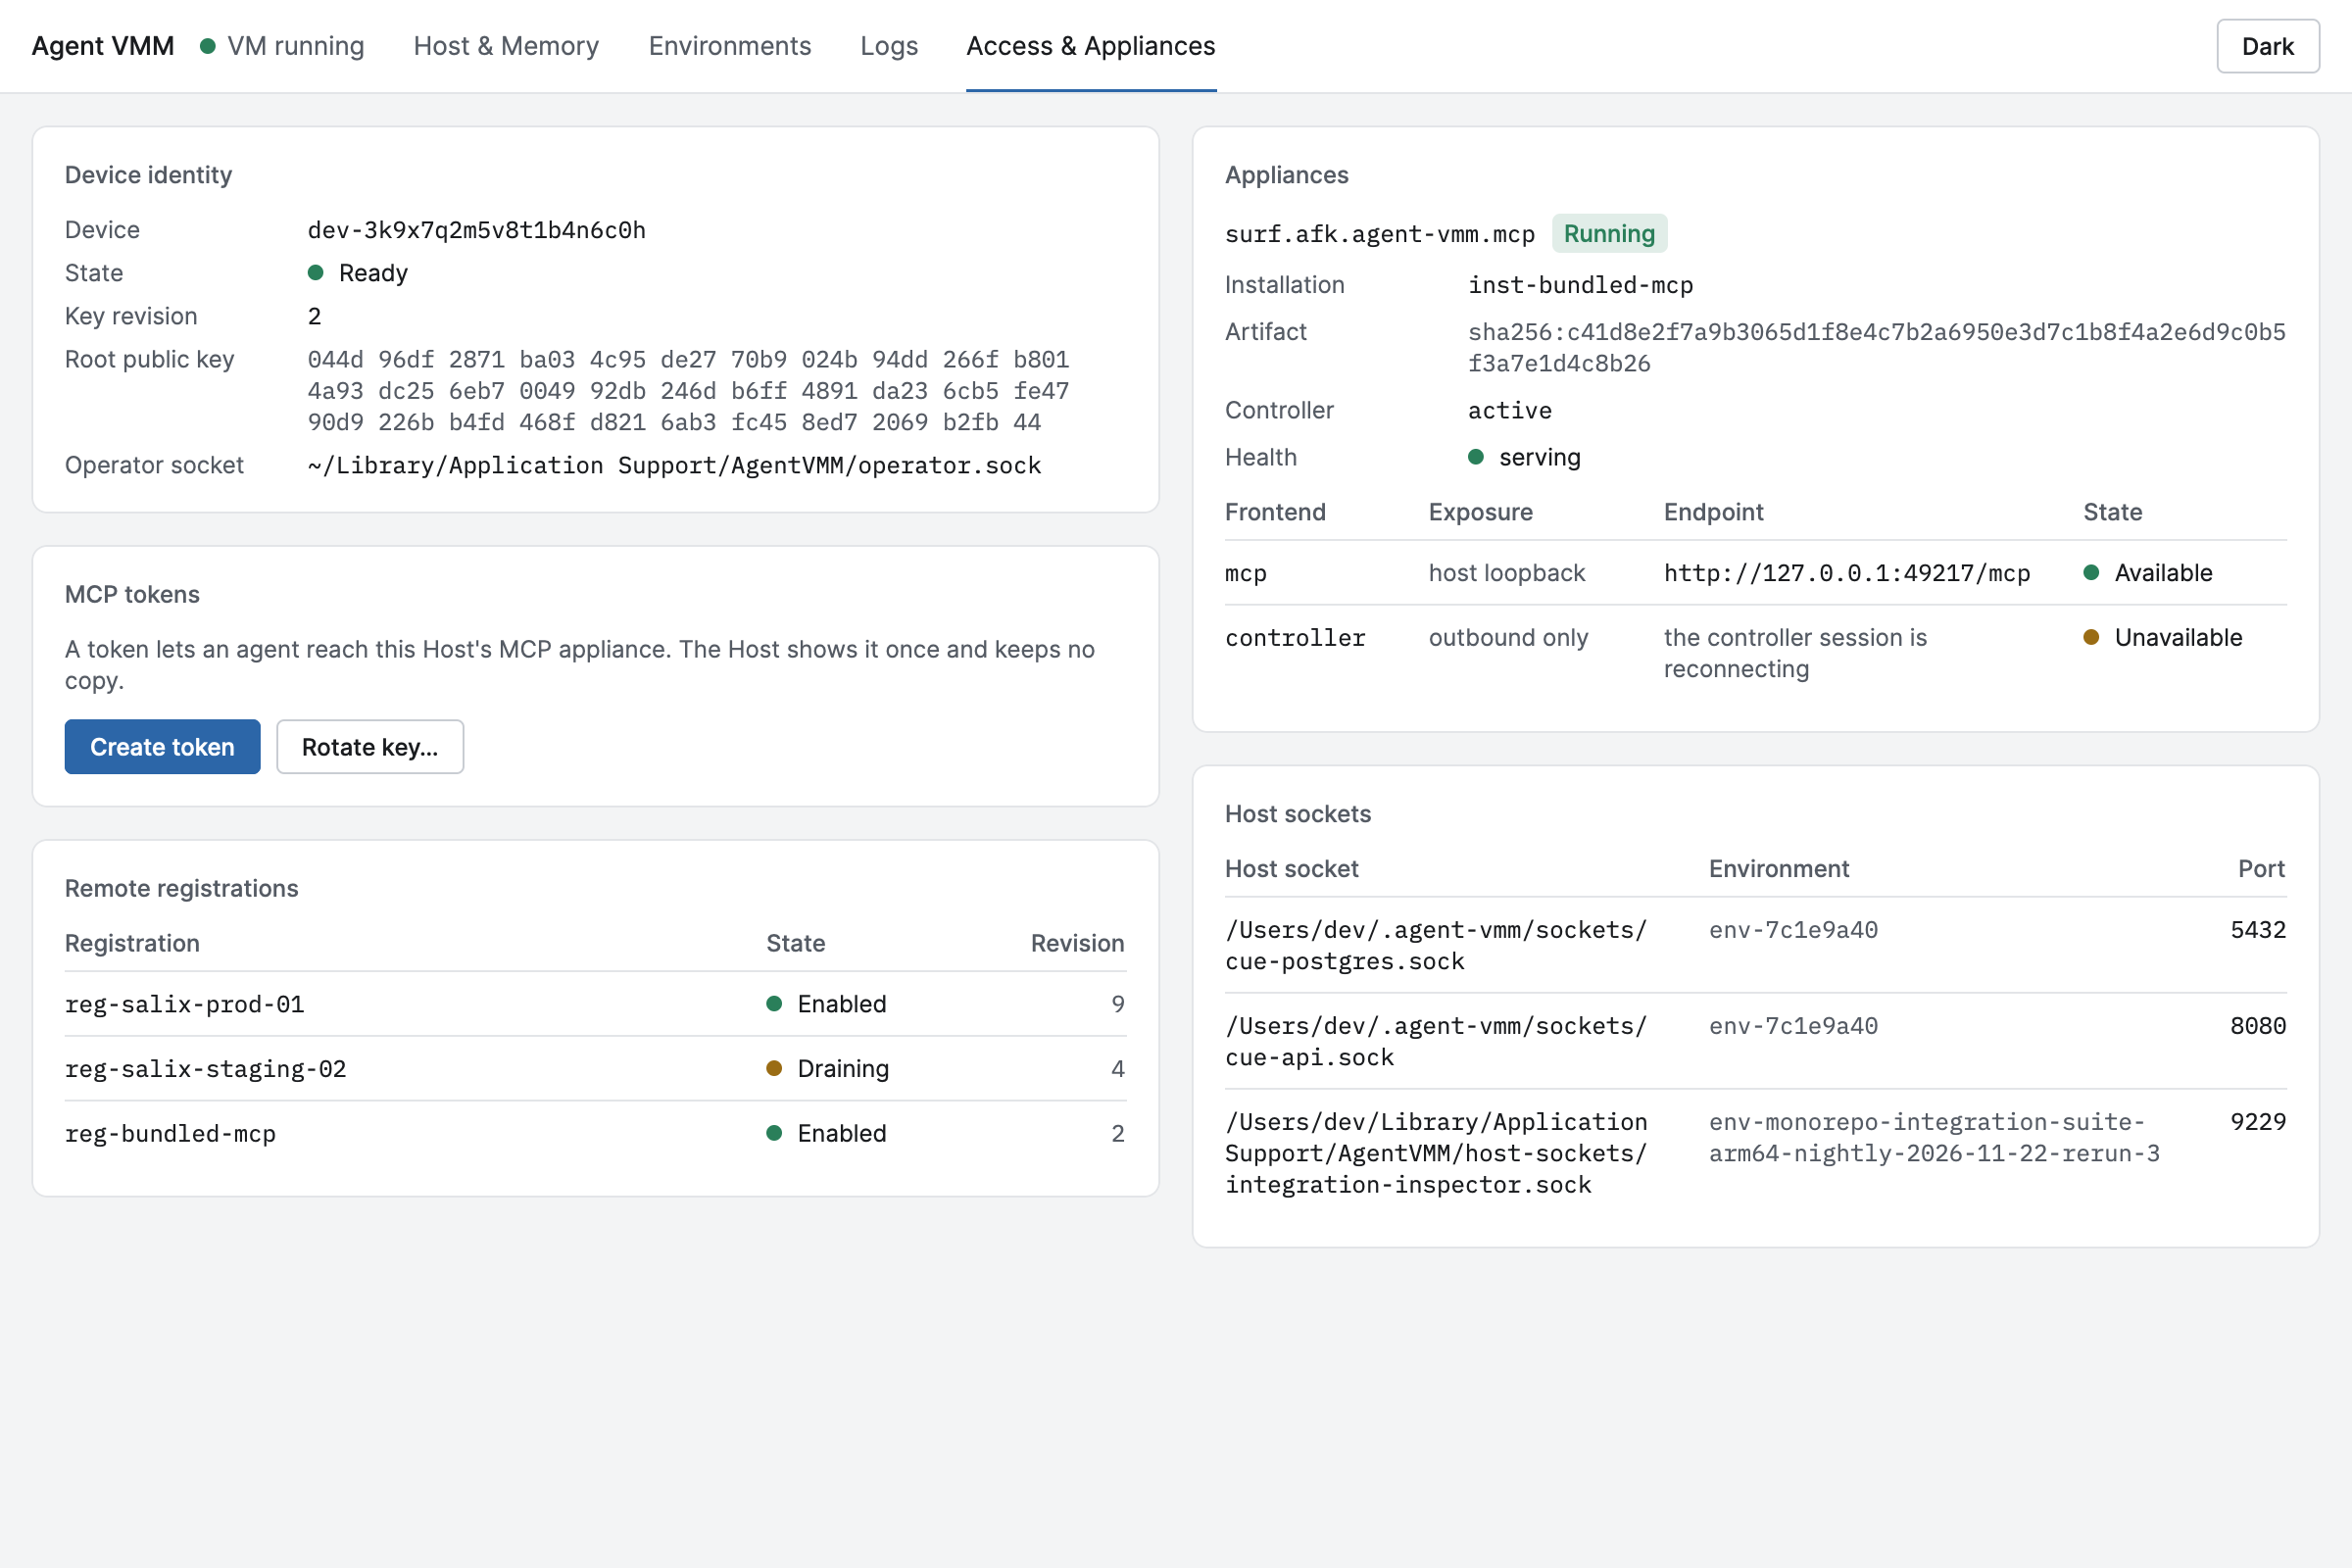 Agent VMM VM running Host & Memory Environments Logs Access & Appliances Dark
Device identity
Device dev-3k9x7q2m5v8t1b4n6c0h
State Ready
Key revision 2
Root public key 044d 96df 2871 ba03 4c95 de27 70b9 024b 94dd 266f b801
4a93 dc25 6eb7 0049 92db 246d b6ff 4891 da23 6cb5 fe47
90d9 226b b4fd 468f d821 6ab3 fc45 8ed7 2069 b2fb 44
Operator socket ~/Library/Application Support/AgentVMM/operator.sock
MCP tokens
A token lets an agent reach this Host's MCP appliance. The Host shows it once and keeps no
copy.
Create token Rotate key...
Remote registrations
Registration State Revision
reg-salix-prod-01 Enabled 9
reg-salix-staging-02 Draining 4
reg-bundled-mcp Enabled 2
Appliances
surf.afk.agent-vmm.mcp Running
Installation inst-bundled-mcp
Artifact sha256:c41d8e2f7a9b3065d1f8e4c7b2a6950e3d7c1b8f4a2e6d9c0b5
f3a7e1d4c8b26
Controller active
Health serving
Frontend Exposure Endpoint State
mcp host loopback http://127.0.0.1:49217/mcp Available
controller outbound only the controller session is Unavailable
reconnecting
Host sockets
Host socket Environment Port
/Users/dev/.agent-vmm/sockets/ env-7c1e9a40 5432
cue-postgres.sock
/Users/dev/.agent-vmm/sockets/ env-7c1e9a40 8080
cue-api.sock
/Users/dev/Library/Application env-monorepo-integration-suite- 9229
Support/AgentVMM/host-sockets/ arm64-nightly-2026-11-22-rerun-3
integration-inspector.sock